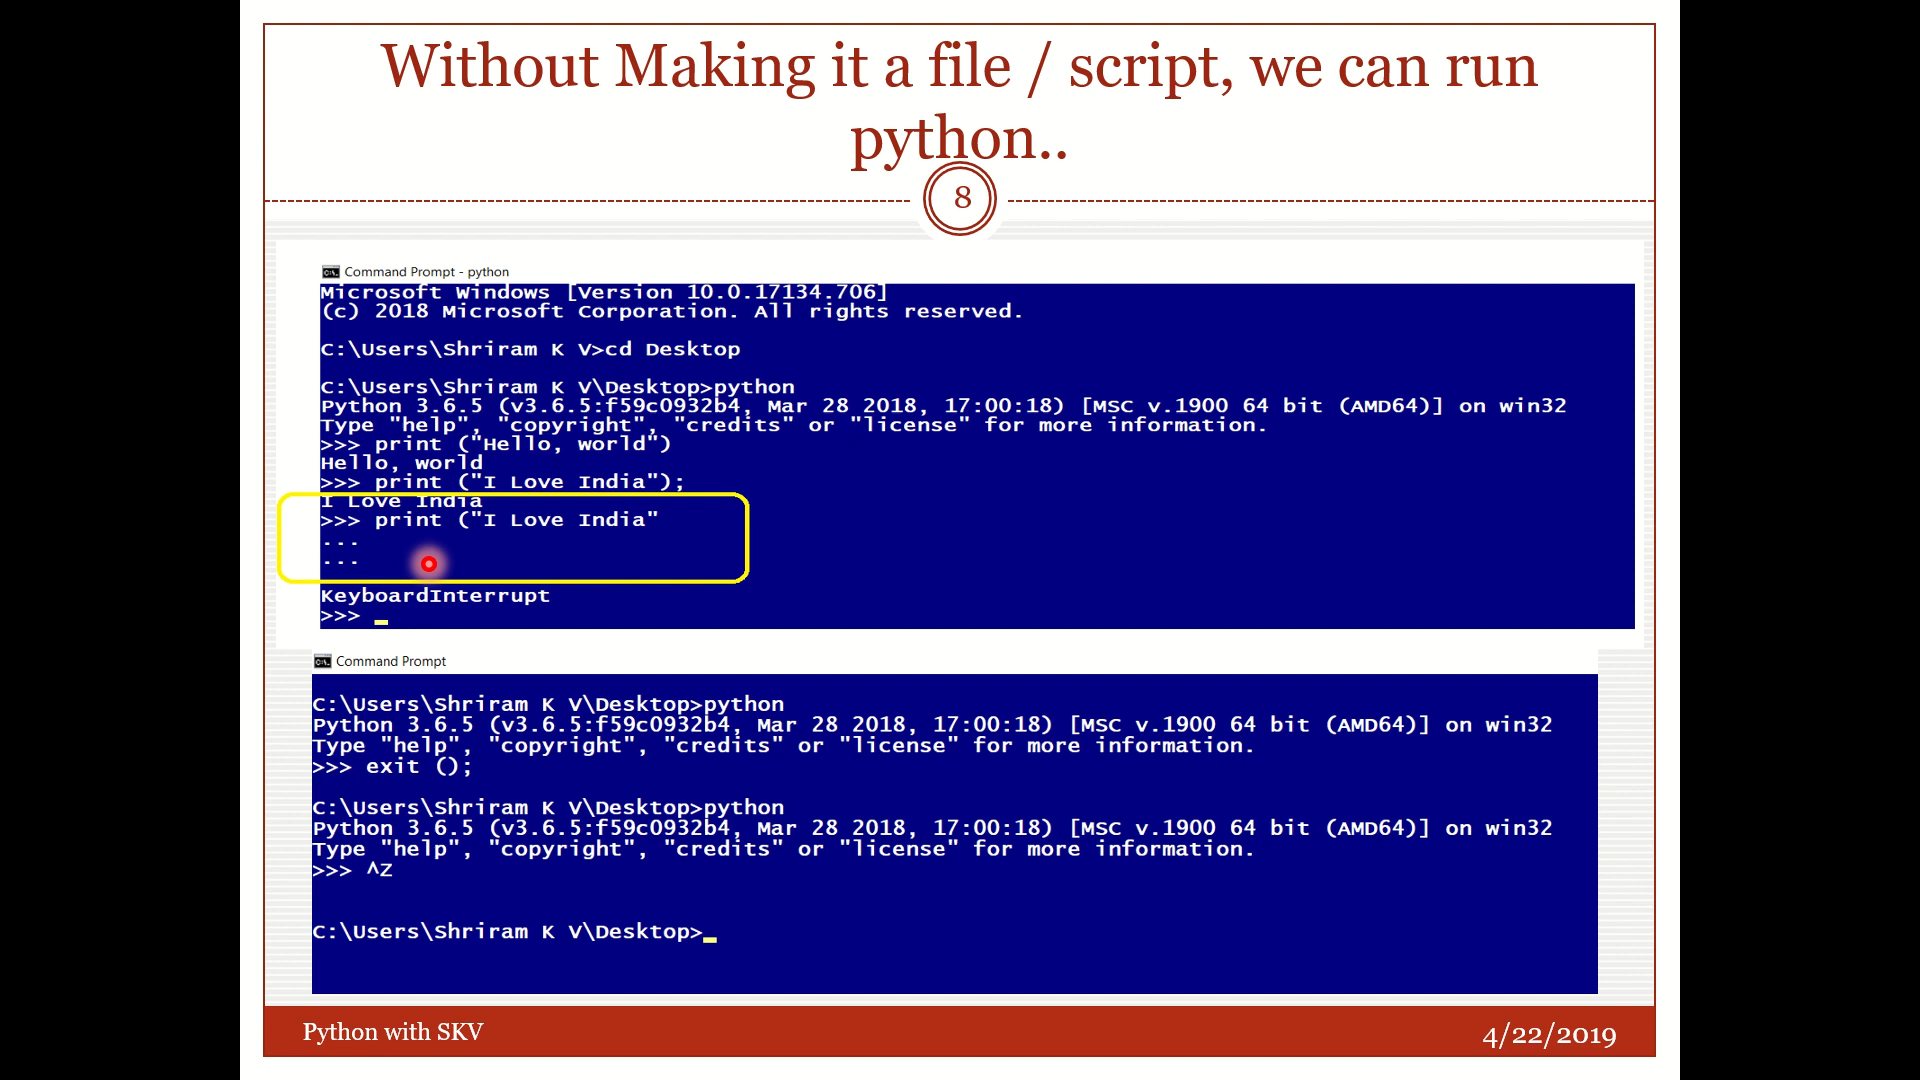 Without Making it a file / script, we can run
python..
8
Command Prompt - python
Microsoft Windows [Version 10.0.17134.706]
(c) 2018 Microsoft Corporation. All rights reserved.
C:\Users\Shriram K V>cd Desktop
C:\Users\Shriram K V\Desktop>python
Python 3.6.5 (v3.6.5:f59c0932b4, Mar 28 2018, 17:00:18) [MSC v.1900 64 bit (AMD64)] on win32
Type "help", "copyright", "credits" or "license" for more information.
>>> print ("Hello, world")
Hello, world
>>> print ("I Love India");
I Love India
>>> print ("I Love India"
...
...
KeyboardInterrupt
>>> _
Command Prompt
C:\Users\Shriram K V\Desktop>python
Python 3.6.5 (v3.6.5:f59c0932b4, Mar 28 2018, 17:00:18) [MSC v.1900 64 bit (AMD64)] on win32
Type "help", "copyright", "credits" or "license" for more information.
>>> exit ();
C:\Users\Shriram K V\Desktop>python
Python 3.6.5 (v3.6.5:f59c0932b4, Mar 28 2018, 17:00:18) [MSC v.1900 64 bit (AMD64)] on win32
Type "help", "copyright", "credits" or "license" for more information.
>>> ^Z
C:\Users\Shriram K V\Desktop>_
Python with SKV
4/22/2019